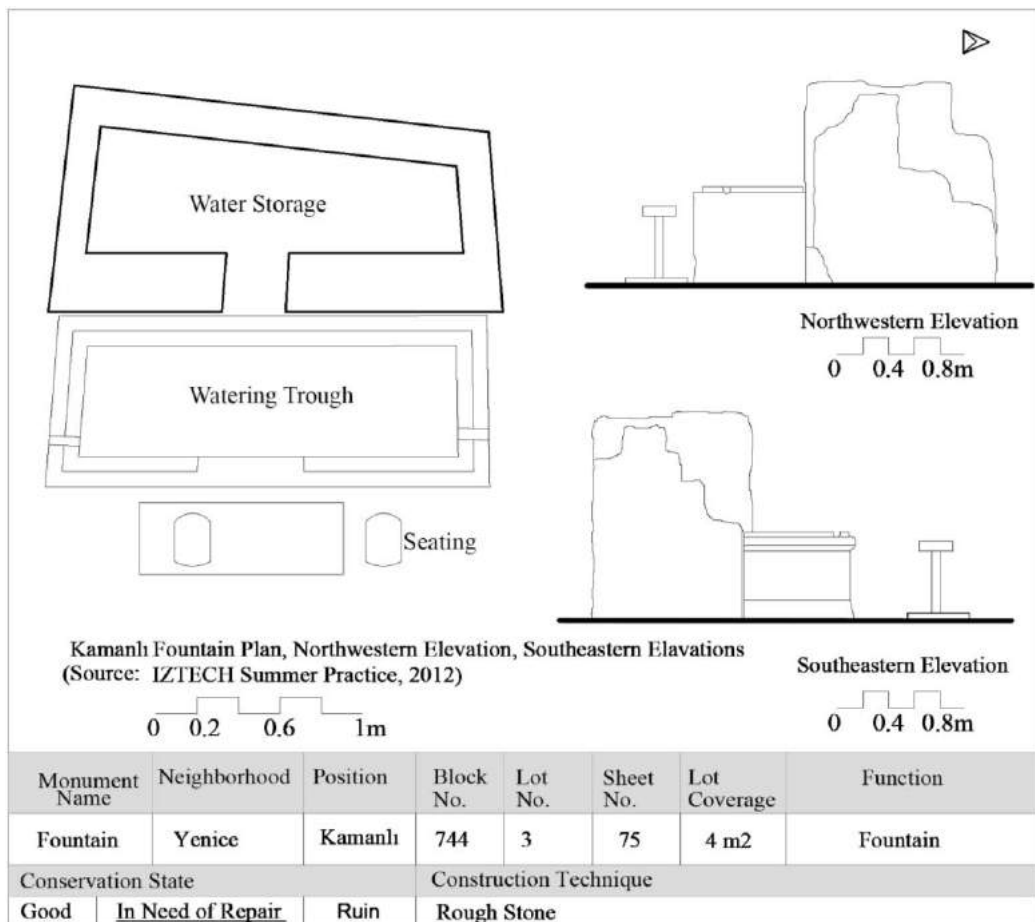 Water Storage
Watering Trough
Seating
Northwestern Elevation
0 0.4 0.8m
Southeastern Elevation
0 0.4 0.8m
Kamanlı Fountain Plan, Northwestern Elevation, Southeastern Elavations
(Source: IZTECH Summer Practice, 2012)
0 0.2 0.6 1m
Monument Name Neighborhood Position Block No. Lot No. Sheet No. Lot Coverage Function
Fountain Yenice Kamanlı 744 3 75 4 m2 Fountain
Conservation State Construction Technique
Good In Need of Repair Ruin Rough Stone